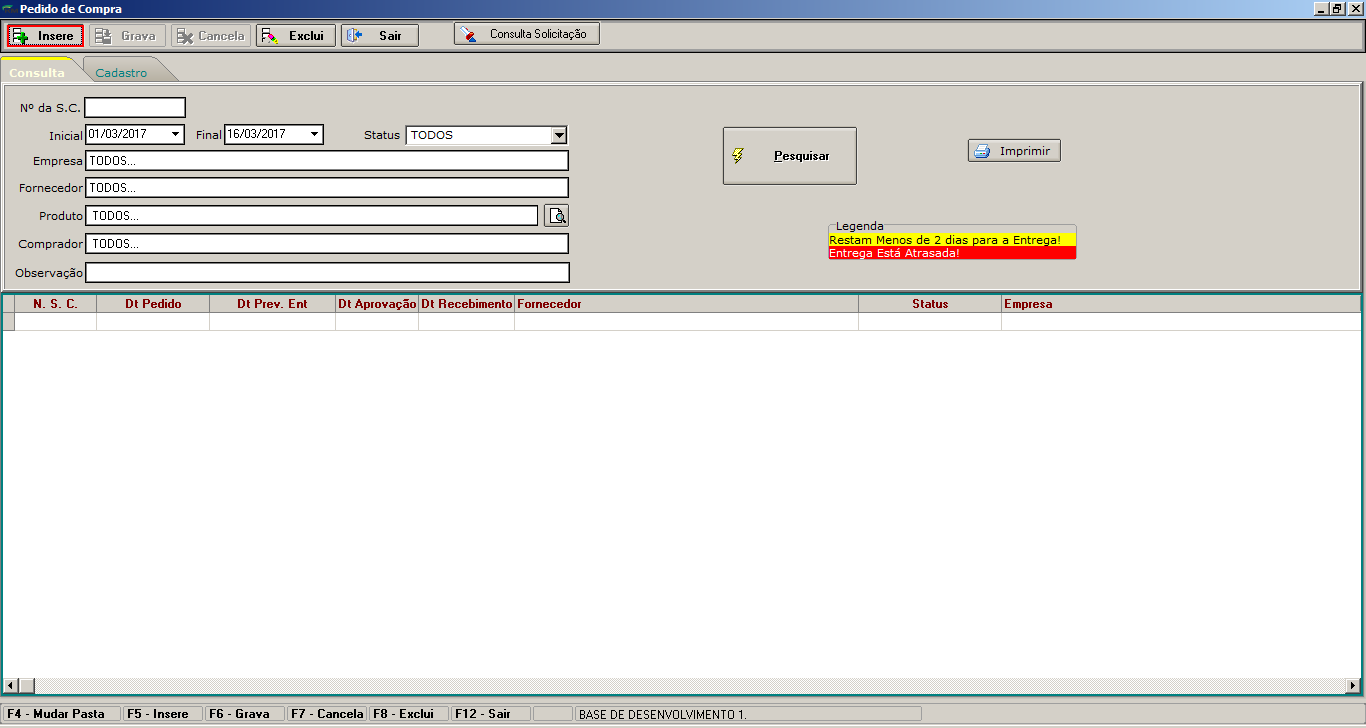 Pedido de Compra
Insere Grava Cancela Exclui Sair Consulta Solicitação
Consulta Cadastro
Nº da S.C.
Inicial 01/03/2017 Final 16/03/2017 Status TODOS
Pesquisar
Imprimir
Empresa TODOS...
Fornecedor TODOS...
Produto TODOS...
Comprador TODOS...
Observação
Legenda
Restam Menos de 2 dias para a Entrega!
Entrega Está Atrasada!
N. S. C. Dt Pedido Dt Prev. Ent Dt Aprovação Dt Recebimento Fornecedor Status Empresa
F4 - Mudar Pasta F5 - Insere F6 - Grava F7 - Cancela F8 - Exclui F12 - Sair BASE DE DESENVOLVIMENTO 1.